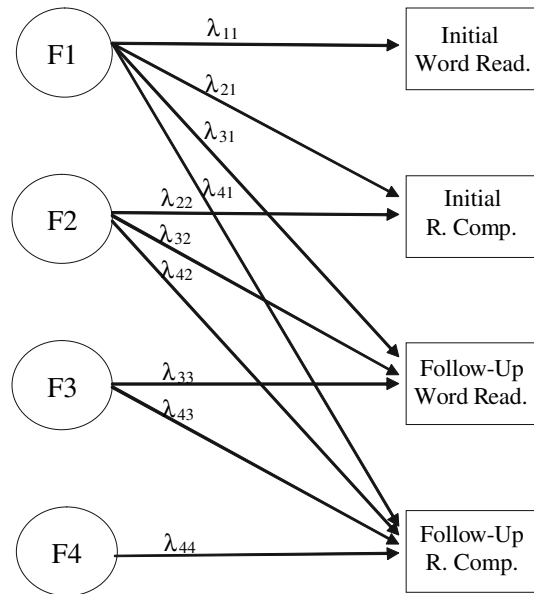 F1
λ11
Initial
Word Read.
λ21
λ31
λ41
F2
λ22
Initial
R. Comp.
λ32
λ42
F3
λ33
Follow-Up
Word Read.
λ43
F4
λ44
Follow-Up
R. Comp.